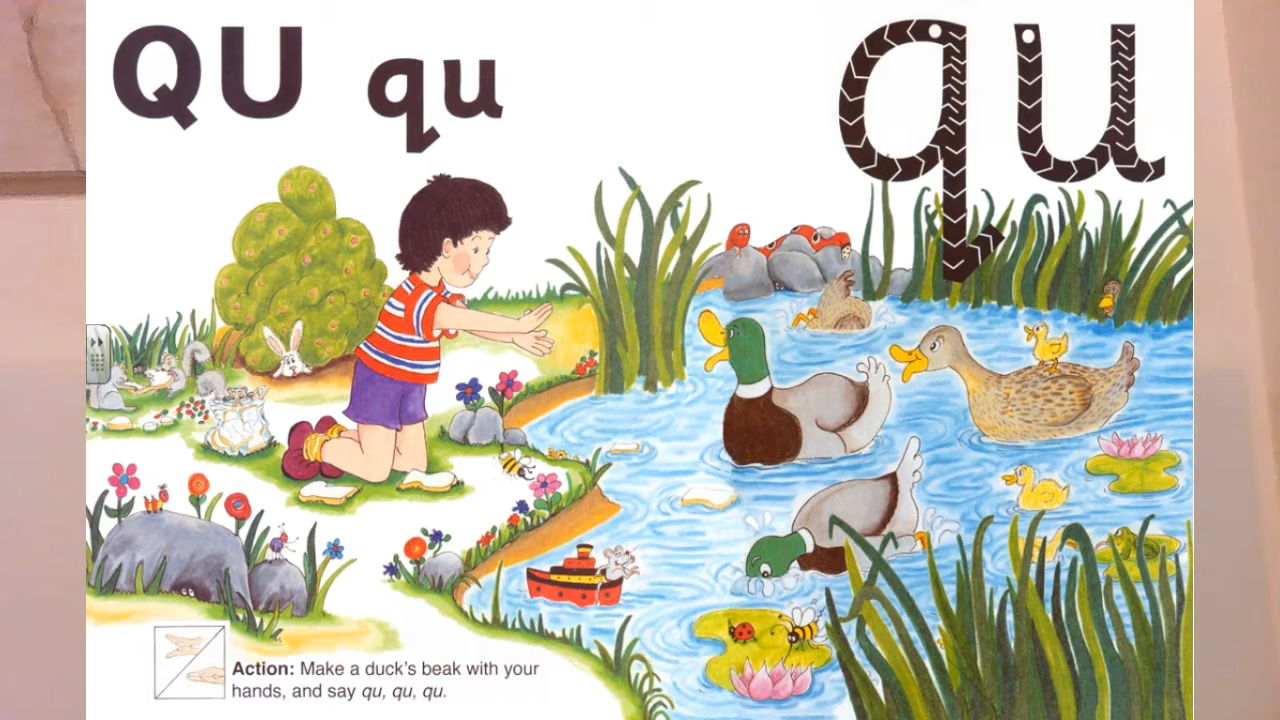 QU qu
qu
Action: Make a duck's beak with your
hands, and say qu, qu, qu.